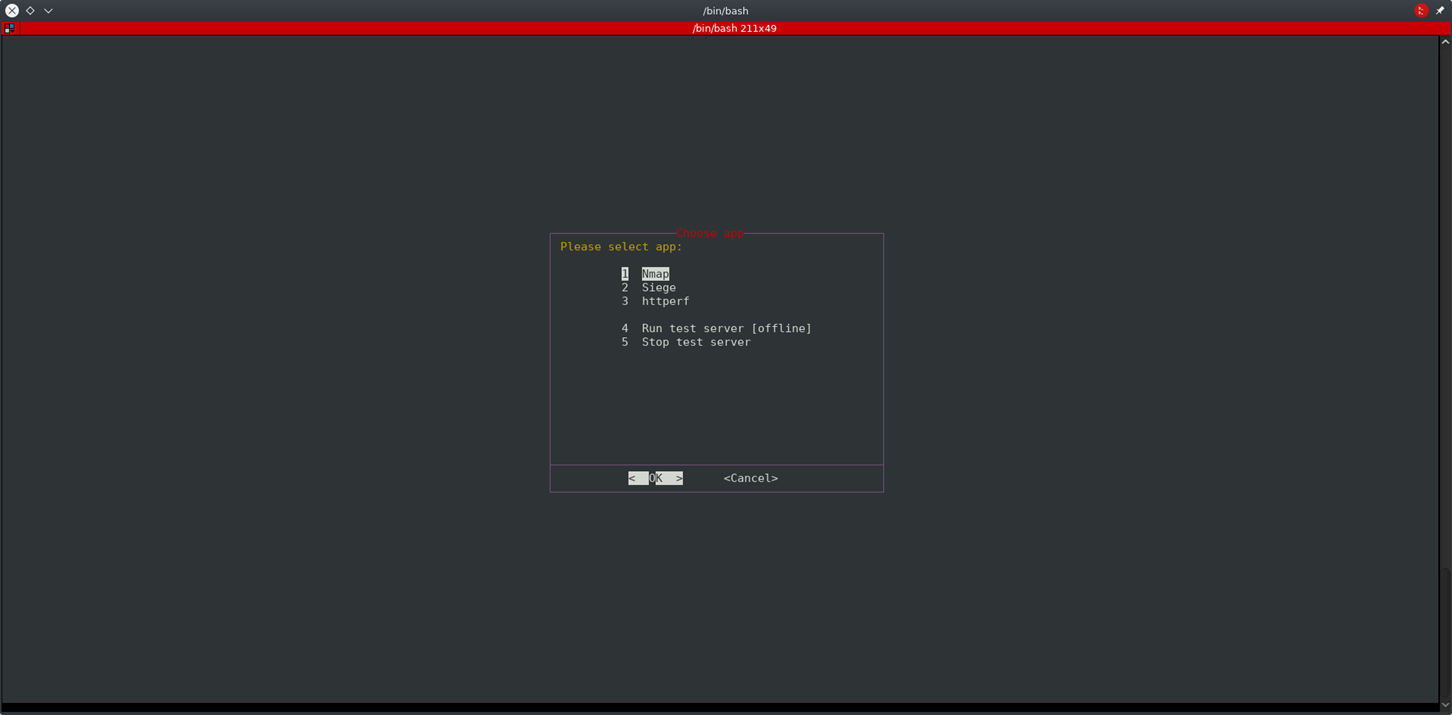 /bin/bash
/bin/bash 211x49
Choose app
Please select app:
1 Nmap
2 Siege
3 httperf
4 Run test server [offline]
5 Stop test server
< OK > <Cancel>